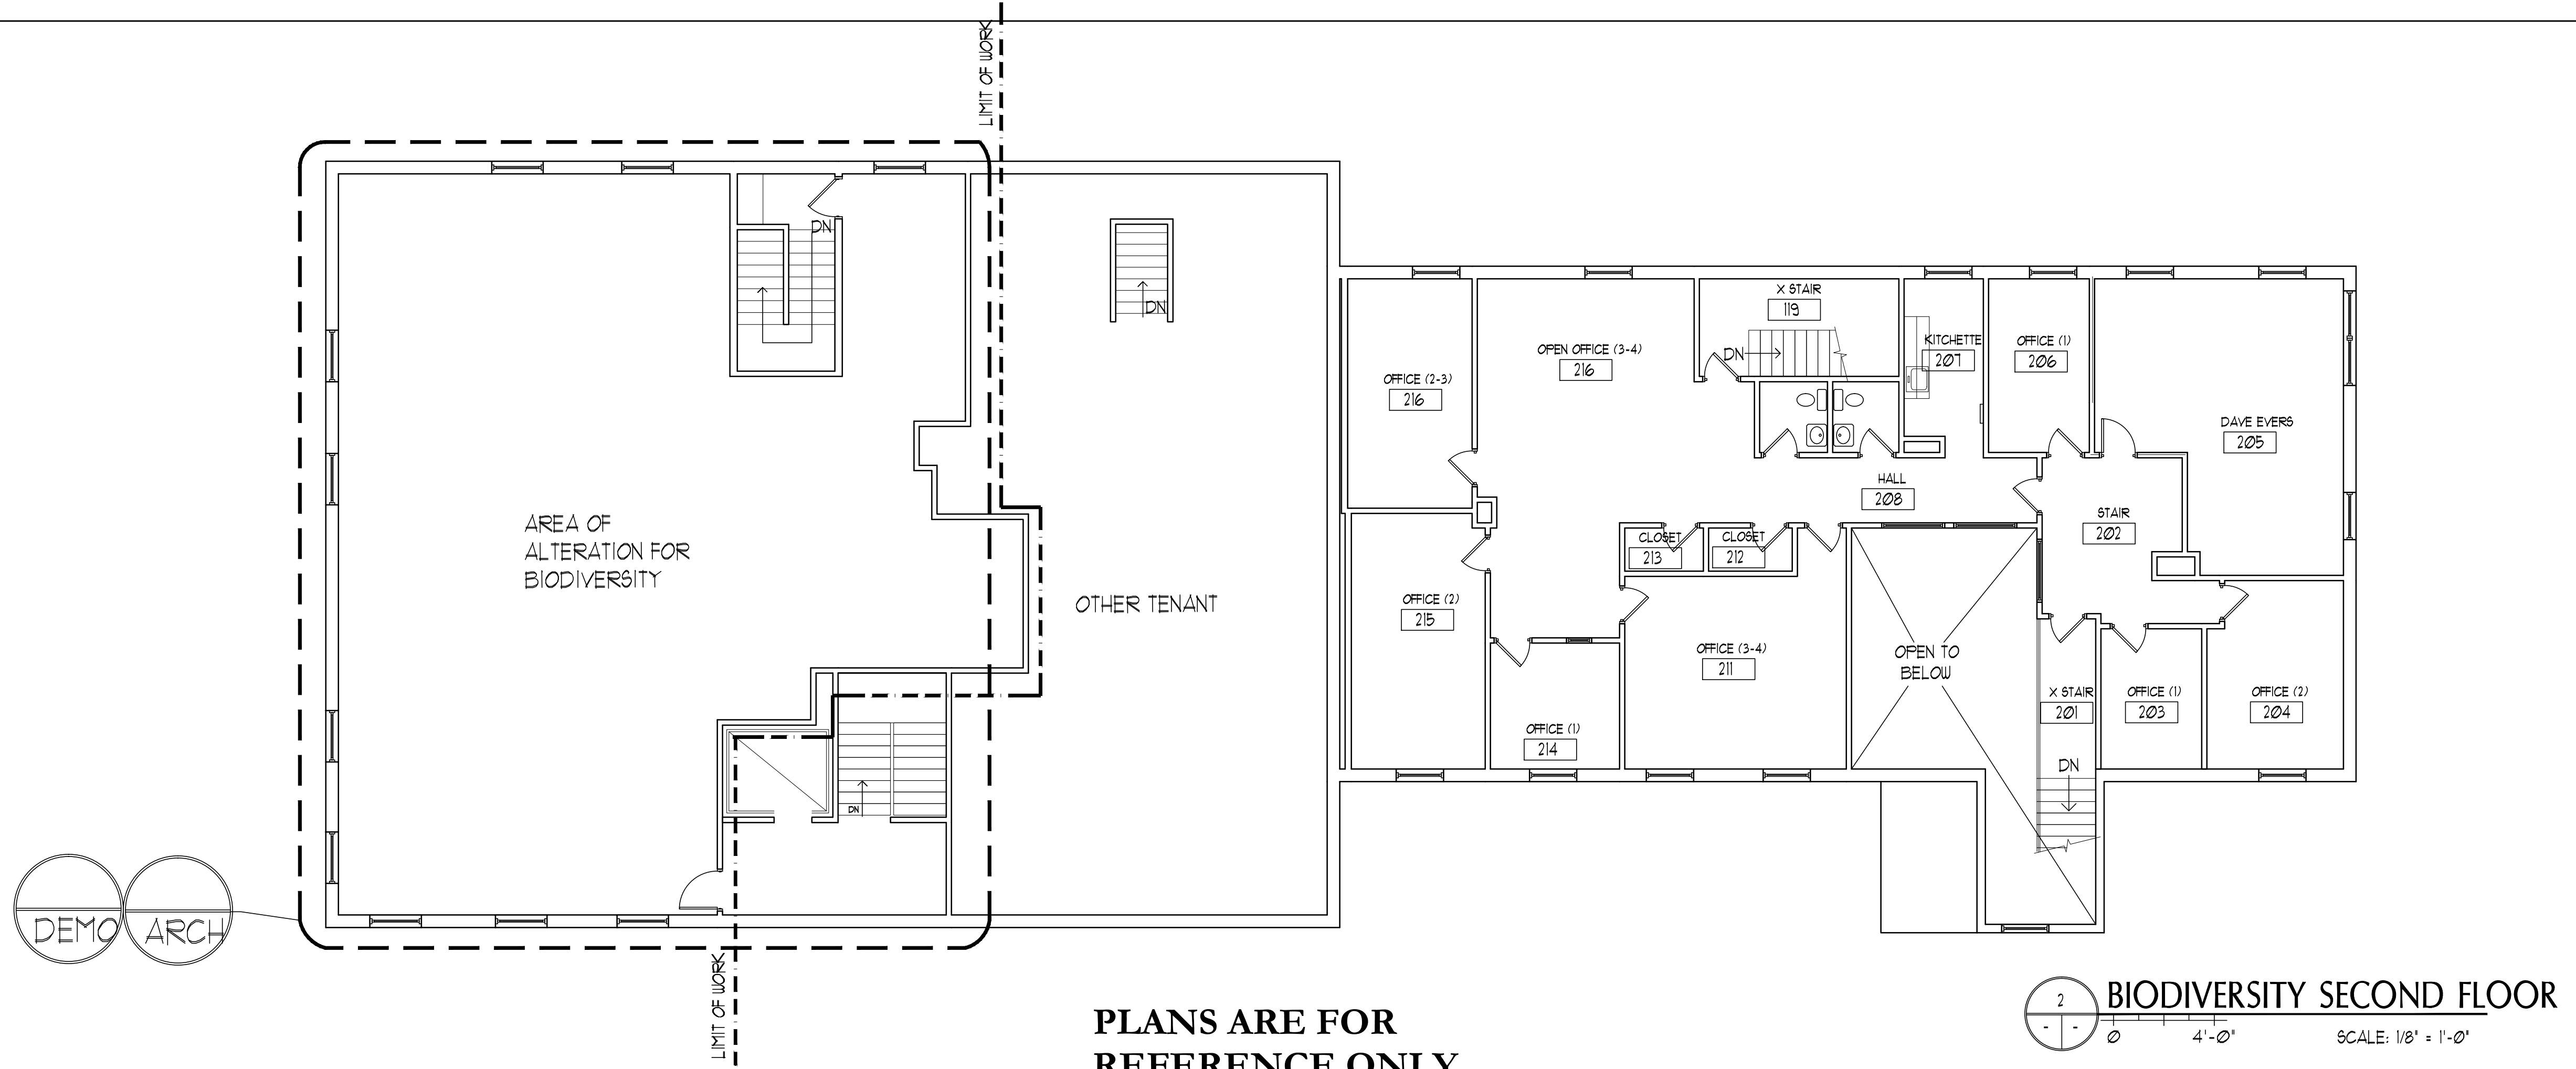 LIMIT OF WORK
DN
DN
AREA OF
ALTERATION FOR
BIODIVERSITY
OTHER TENANT
DN
DEMO
ARCH
LIMIT OF WORK
OFFICE (2-3)
216
OPEN OFFICE (3-4)
216
X STAIR
119
DN
KITCHETTE
207
OFFICE (1)
206
DAVE EVERS
205
HALL
208
STAIR
202
CLOSET
213
CLOSET
212
OFFICE (2)
215
OFFICE (3-4)
211
OFFICE (1)
214
OPEN TO
BELOW
X STAIR
201
DN
OFFICE (1)
203
OFFICE (2)
204
PLANS ARE FOR
REFERENCE ONLY
2
- -
BIODIVERSITY SECOND FLOOR
0 4'-0" SCALE: 1/8" = 1'-0"